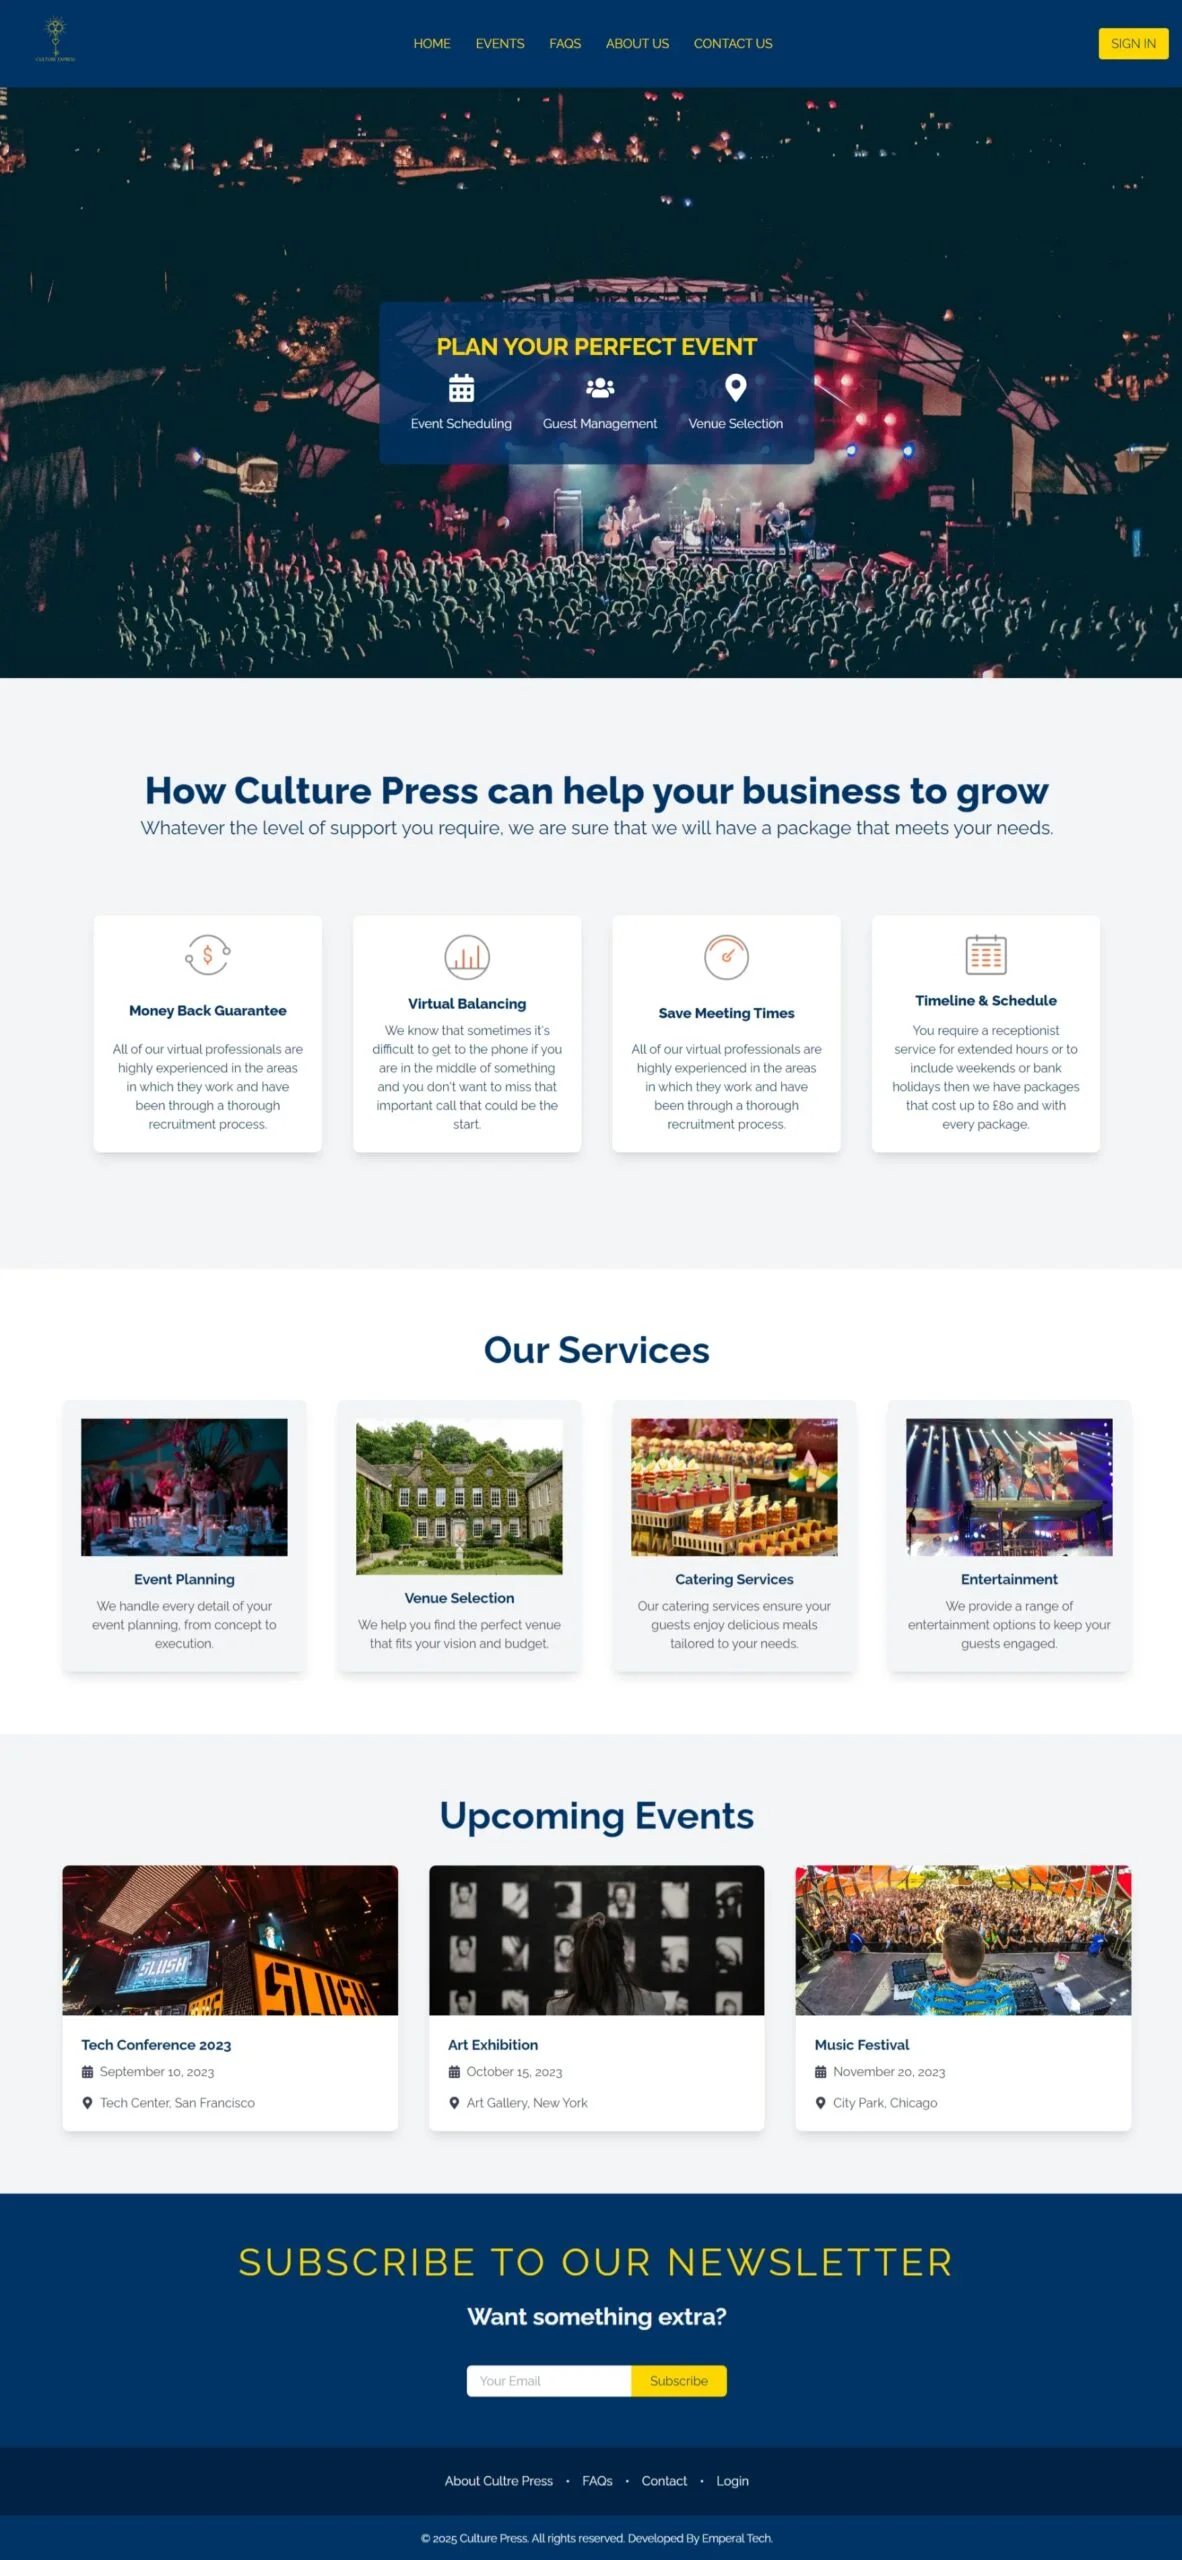 CULTURE EXPRESS
HOME EVENTS FAQS ABOUT US CONTACT US
SIGN IN
PLAN YOUR PERFECT EVENT
Event Scheduling
Guest Management
Venue Selection
How Culture Press can help your business to grow
Whatever the level of support you require, we are sure that we will have a package that meets your needs.
Money Back Guarantee
All of our virtual professionals are
highly experienced in the areas
in which they work and have
been through a thorough
recruitment process.
Virtual Balancing
We know that sometimes it's
difficult to get to the phone if you
are in the middle of something
and you don't want to miss that
important call that could be the
start.
Save Meeting Times
All of our virtual professionals are
highly experienced in the areas
in which they work and have
been through a thorough
recruitment process.
Timeline & Schedule
You require a receptionist
service for extended hours or to
include weekends or bank
holidays then we have packages
that cost up to £80 and with
every package.
Our Services
Event Planning
We handle every detail of your
event planning, from concept to
execution.
Venue Selection
We help you find the perfect venue
that fits your vision and budget.
Catering Services
Our catering services ensure your
guests enjoy delicious meals
tailored to your needs.
Entertainment
We provide a range of
entertainment options to keep your
guests engaged.
Upcoming Events
SLUSH
SLUSH
Tech Conference 2023
September 10, 2023
Tech Center, San Francisco
Art Exhibition
October 15, 2023
Art Gallery, New York
Music Festival
November 20, 2023
City Park, Chicago
SUBSCRIBE TO OUR NEWSLETTER
Want something extra?
Your Email
Subscribe
About Cultre Press • FAQs • Contact • Login
© 2025 Culture Press. All rights reserved. Developed By Emperal Tech.